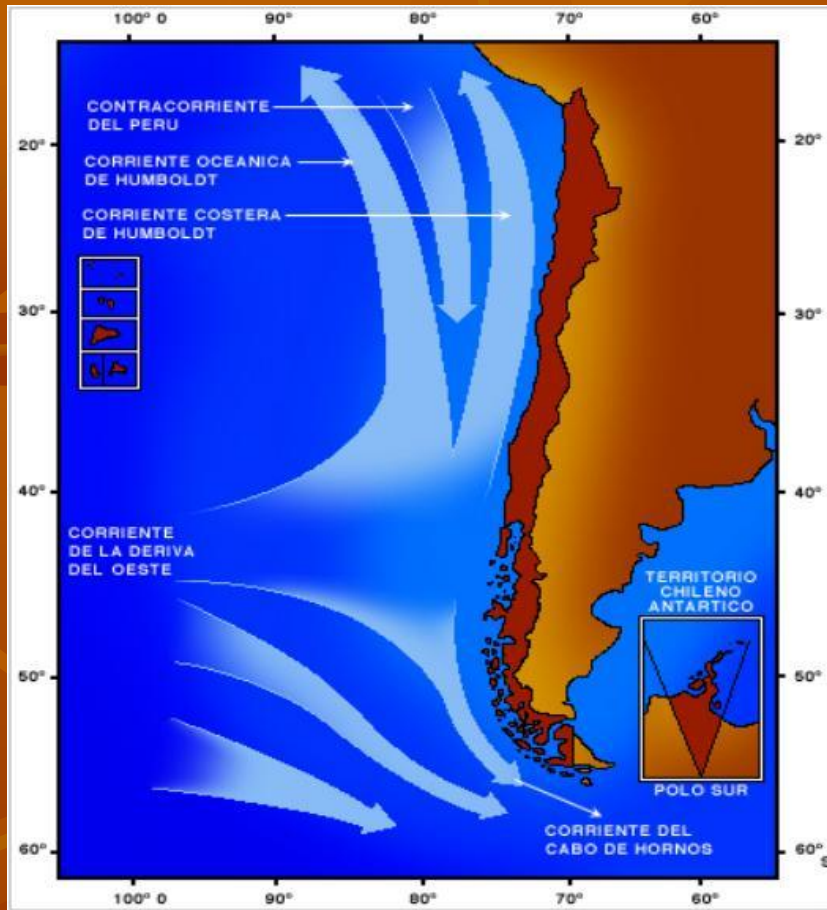 100° O 90° 80° 70° 60°
CONTRACORRIENTE
DEL PERU
20° 20°
CORRIENTE OCEANICA
DE HUMBOLDT
CORRIENTE COSTERA
DE HUMBOLDT
30° 30°
40° 40°
CORRIENTE
DE LA DERIVA
DEL OESTE
TERRITORIO
CHILENO
ANTARTICO
50° 50°
POLO SUR
CORRIENTE DEL
CABO DE HORNOS
60° 60°
S
100° O 90° 80° 70° 60°